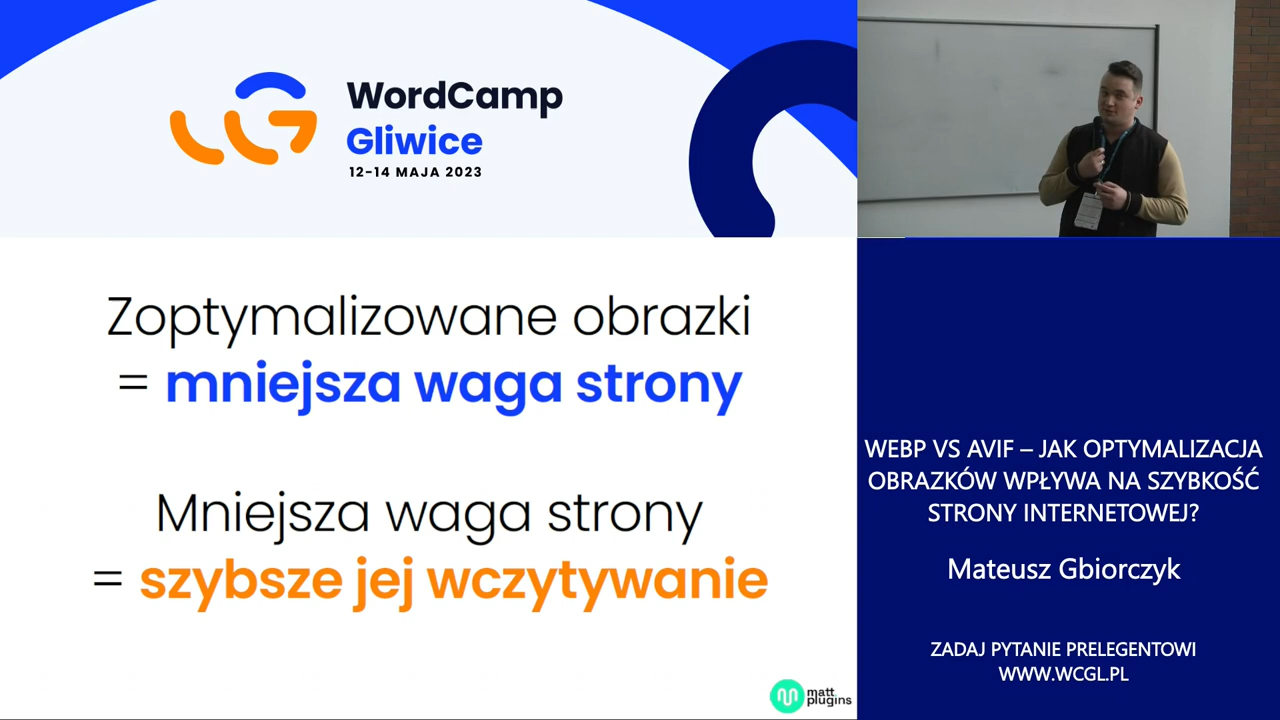 WordCamp
Gliwice
12-14 MAJA 2023
Zoptymalizowane obrazki
= mniejsza waga strony
Mniejsza waga strony
= szybsze jej wczytywanie
matt
plugins
WEBP VS AVIF – JAK OPTYMALIZACJA
OBRAZKÓW WPŁYWA NA SZYBKOŚĆ
STRONY INTERNETOWEJ?
Mateusz Gbiorczyk
ZADAJ PYTANIE PRELEGENTOWI
WWW.WCGL.PL